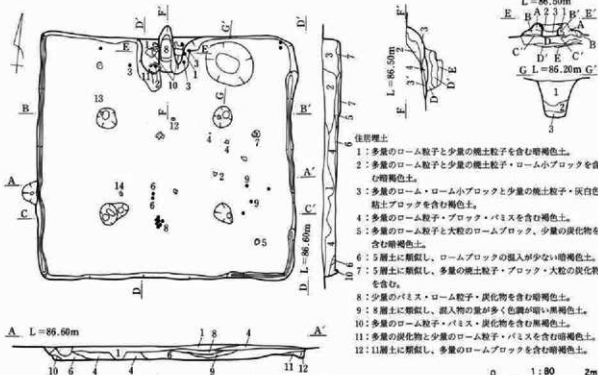 L=86.50m
E A 2 3 1 B' E'
B A
C'' B'
D C
D' E
G L=86.20m G'
1
2
3
L=86.50m
B B'
A A'
C C'
L=86.60m
A L=86.60m A'
住居埋土
1：多量のローム粒子と少量の焼土粒子を含む暗褐色土。
2：多量のローム粒子と少量の焼土粒子・ローム小ブロックを含
む暗褐色土。
3：多量のローム・ローム小ブロックと少量の焼土粒子・灰白色
粘土ブロックを含む褐色土。
4：多量のローム粒子・ブロック・パミスを含む褐色土。
5：多量のローム粒子と大粒のロームブロック、少量の炭化物を
含む暗褐色土。
6：5層土に類似し、ロームブロックの混入が少ない暗褐色土。
7：5層土に類似し、多量の焼土粒子・ブロック・大粒の炭化物
を含む。
8：少量のパミス・ローム粒子・炭化物を含む暗褐色土。
9：8層土に類似し、混入物の量が多く色調が暗い黒褐色土。
10：多量のローム粒子・パミス・炭化物を含む黒褐色土。
11：多量の炭化物と少量のローム粒子・パミスを含む暗褐色土。
12：11層土に類似し、多量のロームブロックを含む暗褐色土。
0 1:80 2m